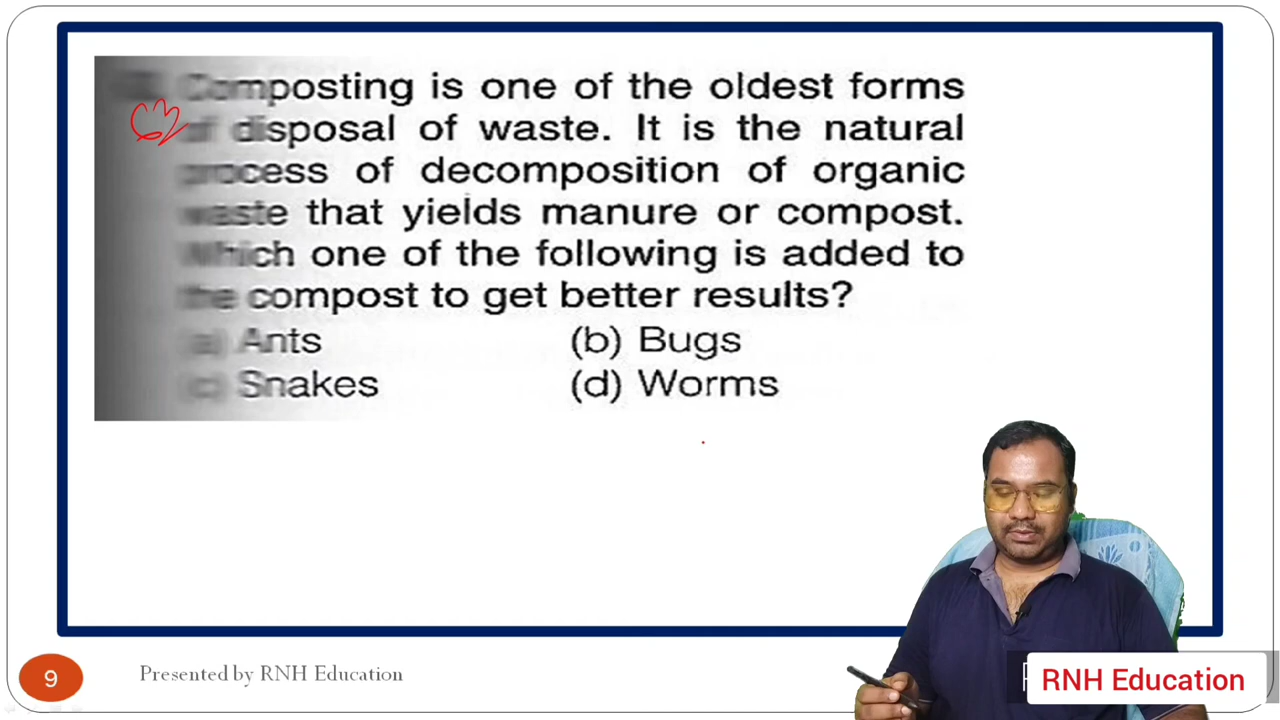 Composting is one of the oldest forms
of disposal of waste. It is the natural
process of decomposition of organic
waste that yields manure or compost.
Which one of the following is added to
the compost to get better results?
(a) Ants (b) Bugs
(c) Snakes (d) Worms
9 Presented by RNH Education
RNH Education